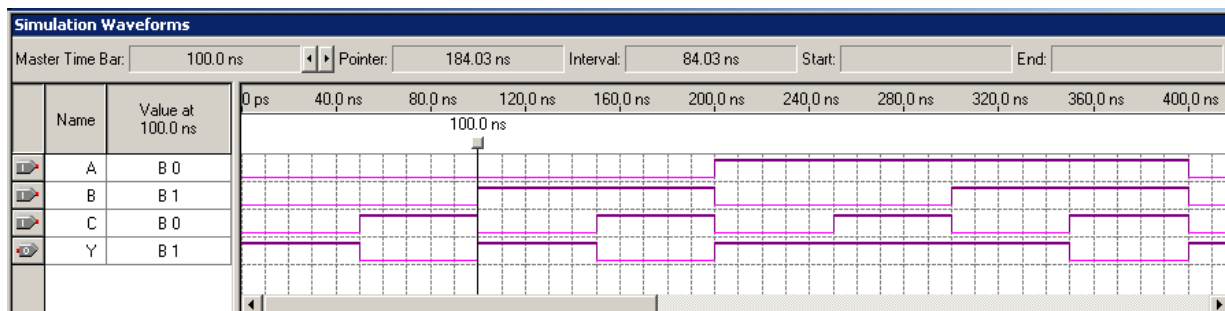 Simulation Waveforms
Master Time Bar: 100.0 ns Pointer: 184.03 ns Interval: 84.03 ns Start: End:
Name Value at 100.0 ns 0 ps 40.0 ns 80.0 ns 120.0 ns 160.0 ns 200.0 ns 240.0 ns 280.0 ns 320.0 ns 360.0 ns 400.0 ns
100.0 ns
A B 0
B B 1
C B 0
Y B 1